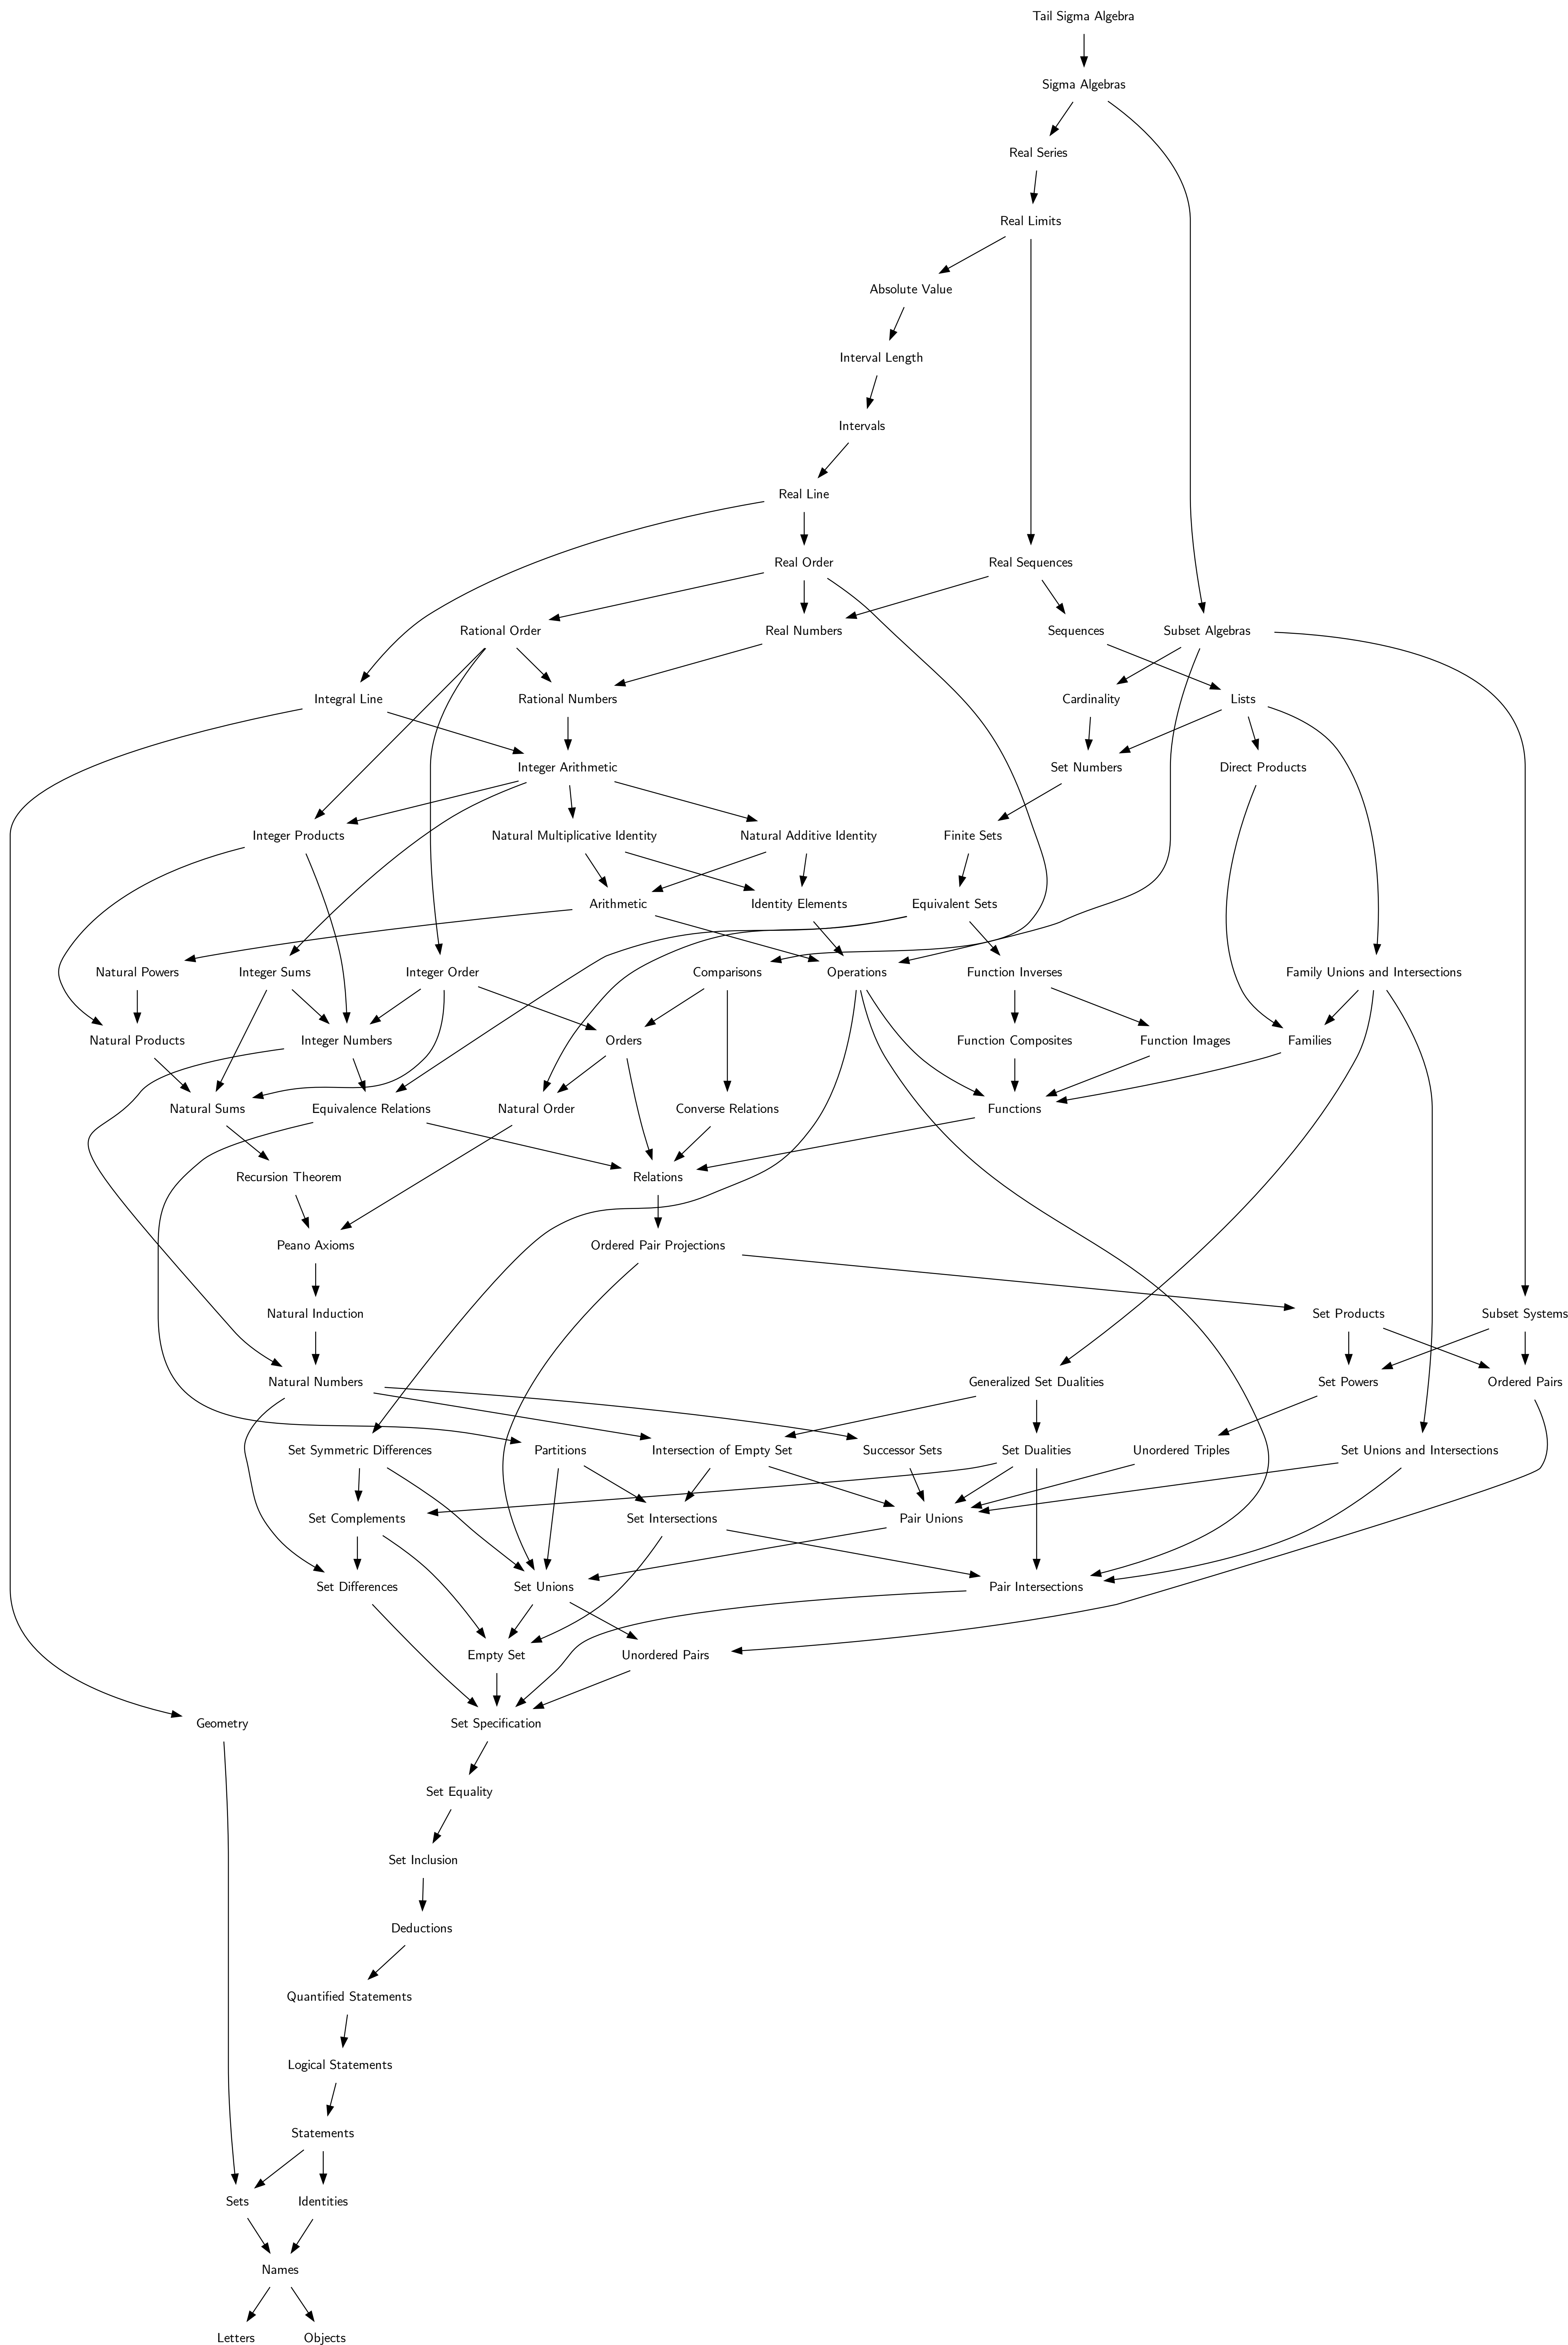 Tail Sigma Algebra
Sigma Algebras
Real Series
Real Limits
Absolute Value
Interval Length
Intervals
Real Line
Real Order
Real Sequences
Rational Order
Real Numbers
Sequences
Subset Algebras
Integral Line
Rational Numbers
Cardinality
Lists
Integer Arithmetic
Set Numbers
Direct Products
Integer Products
Natural Multiplicative Identity
Natural Additive Identity
Finite Sets
Arithmetic
Identity Elements
Equivalent Sets
Natural Powers
Integer Sums
Integer Order
Comparisons
Operations
Function Inverses
Family Unions and Intersections
Natural Products
Integer Numbers
Orders
Function Composites
Function Images
Families
Natural Sums
Equivalence Relations
Natural Order
Converse Relations
Functions
Recursion Theorem
Relations
Peano Axioms
Ordered Pair Projections
Natural Induction
Set Products
Subset Systems
Natural Numbers
Generalized Set Dualities
Set Powers
Ordered Pairs
Set Symmetric Differences
Partitions
Intersection of Empty Set
Successor Sets
Set Dualities
Unordered Triples
Set Unions and Intersections
Set Complements
Set Intersections
Pair Unions
Set Differences
Set Unions
Pair Intersections
Empty Set
Unordered Pairs
Geometry
Set Specification
Set Equality
Set Inclusion
Deductions
Quantified Statements
Logical Statements
Statements
Sets
Identities
Names
Letters
Objects